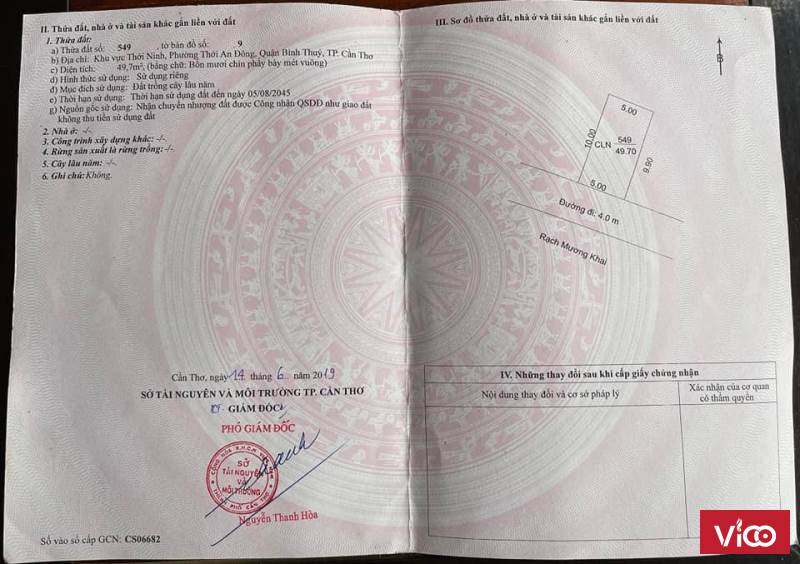 II. Thửa đất, nhà ở và tài sản khác gắn liền với đất
1. Thửa đất:
a) Thửa đất số: 549 , tờ bản đồ số: 9
b) Địa chỉ: Khu vực Thới Ninh, Phường Thới An Đông, Quận Bình Thuỷ, TP. Cần Thơ
c) Diện tích: 49,7m², (bằng chữ: Bốn mươi chín phẩy bảy mét vuông)
d) Hình thức sử dụng: Sử dụng riêng
đ) Mục đích sử dụng: Đất trồng cây lâu năm
e) Thời hạn sử dụng: Thời hạn sử dụng đất đến ngày 05/08/2045
g) Nguồn gốc sử dụng: Nhận chuyển nhượng đất được Công nhận QSDĐ như giao đất
không thu tiền sử dụng đất
2. Nhà ở: -/-
3. Công trình xây dựng khác: -/-
4. Rừng sản xuất là rừng trồng: -/-
5. Cây lâu năm: -/-
6. Ghi chú: Không.
Cần Thơ, ngày 14 tháng 6 năm 2019
SỞ TÀI NGUYÊN VÀ MÔI TRƯỜNG TP. CẦN THƠ
GIÁM ĐỐC
PHÓ GIÁM ĐỐC
SỞ
TÀI NGUYÊN
VÀ
MÔI TRƯỜNG
THÀNH PHỐ CẦN THƠ
Nguyễn Thanh Hòa
Số vào sổ cấp GCN: CS06682
III. Sơ đồ thửa đất, nhà ở và tài sản khác gắn liền với đất
B
5.00
10.00
CLN 549
49.70
9.90
5.00
Đường đi: 4.0 m
Rạch Mương Khai
IV. Những thay đổi sau khi cấp giấy chứng nhận
Nội dung thay đổi và cơ sở pháp lý
Xác nhận của cơ quan
có thẩm quyền
ViCO